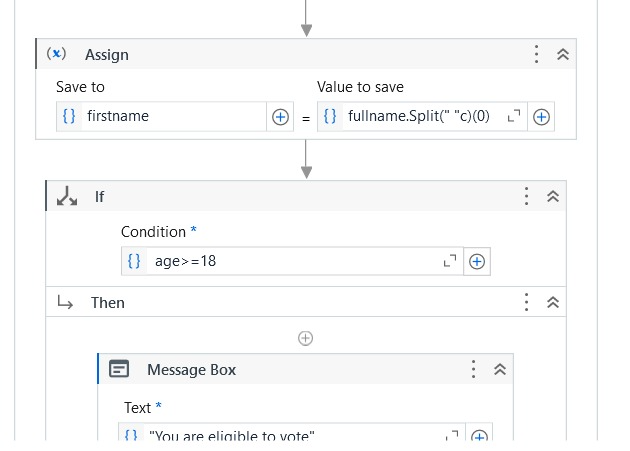 (x) Assign
Save to Value to save
{} firstname = {} fullname.Split(" "c)(0)
If
Condition *
{} age>=18
Then
Message Box
Text *
{} "You are eligible to vote"